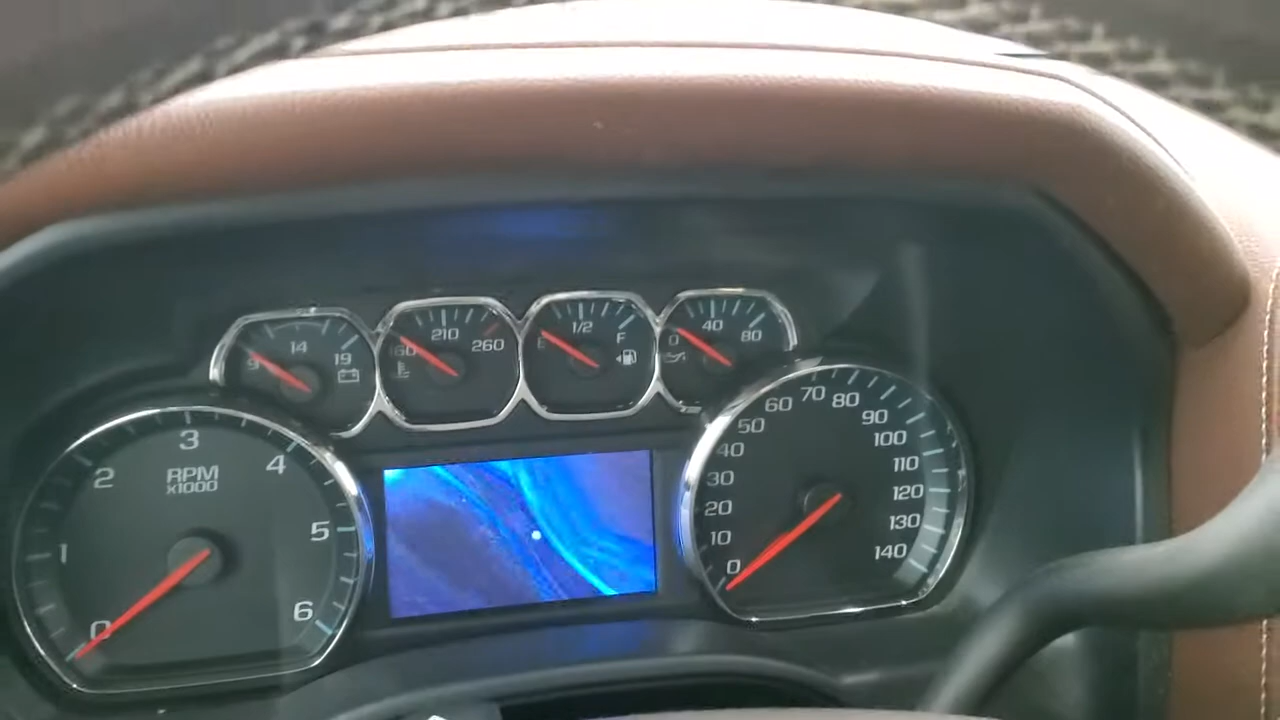 9 14 19
160 210 260
E 1/2 F
0 40 80
0 1 2 3 4 5 6
RPM
x1000
0 10 20 30 40 50 60 70 80 90 100 110 120 130 140